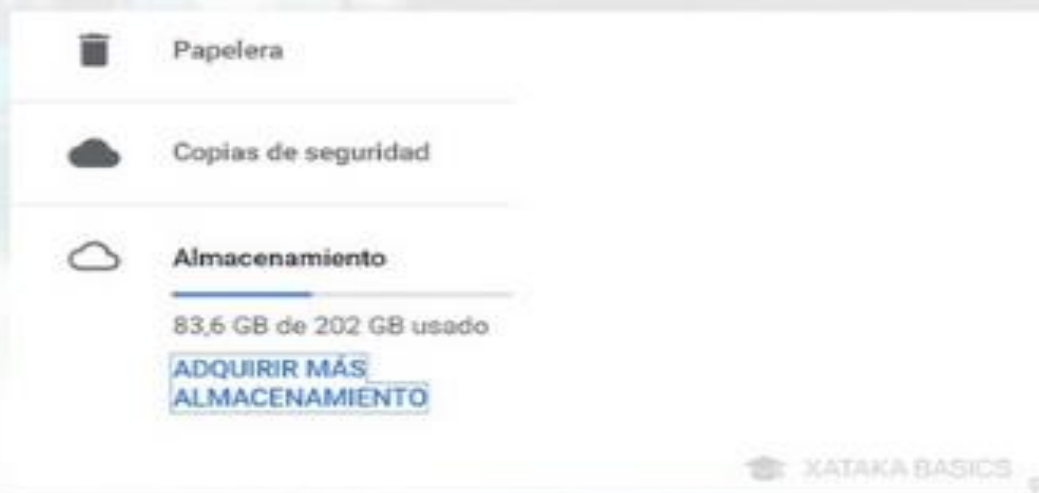 Papelera
Copias de seguridad
Almacenamiento
83,6 GB de 202 GB usado
ADQUIRIR MÁS
ALMACENAMIENTO
XATAKA BASICS